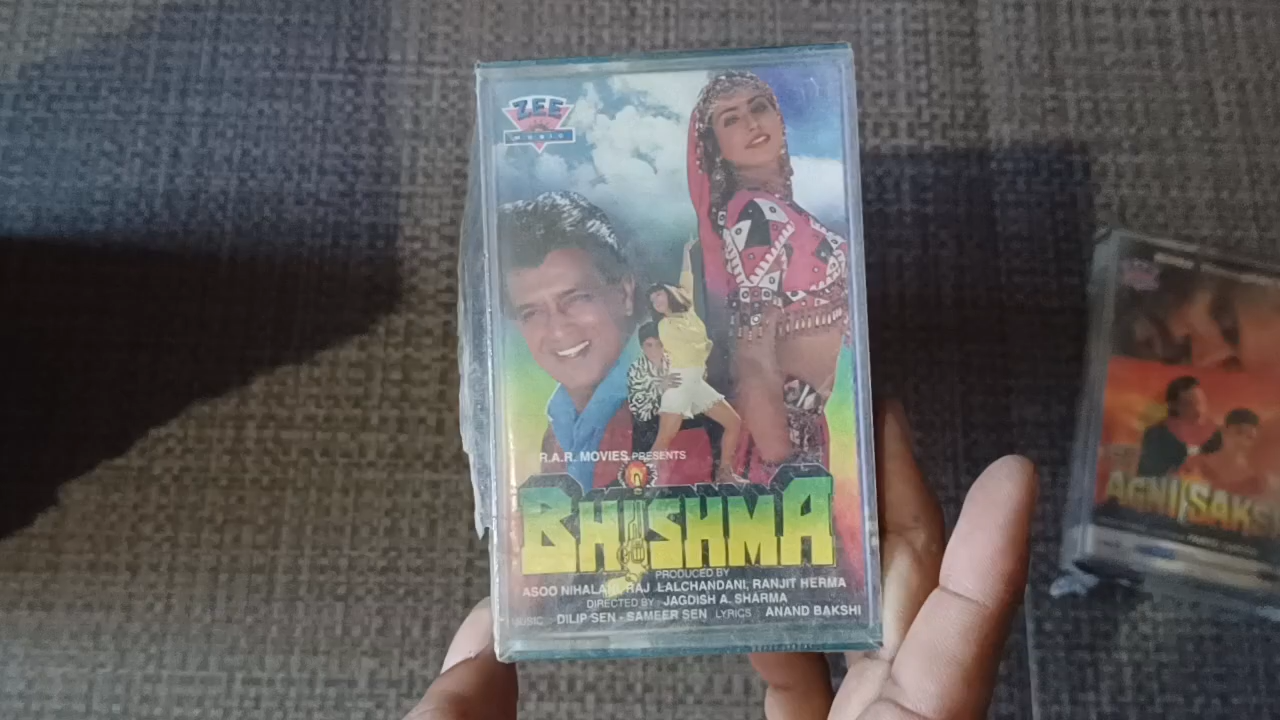 ZEE
MUSIC
R.A.R. MOVIES PRESENTS
BHISHMA
PRODUCED BY
ASOO NIHALANI, RAJ LALCHANDANI, RANJIT HERMA
DIRECTED BY JAGDISH A. SHARMA
MUSIC DILIP SEN - SAMEER SEN LYRICS ANAND BAKSHI
AGNI SAKS